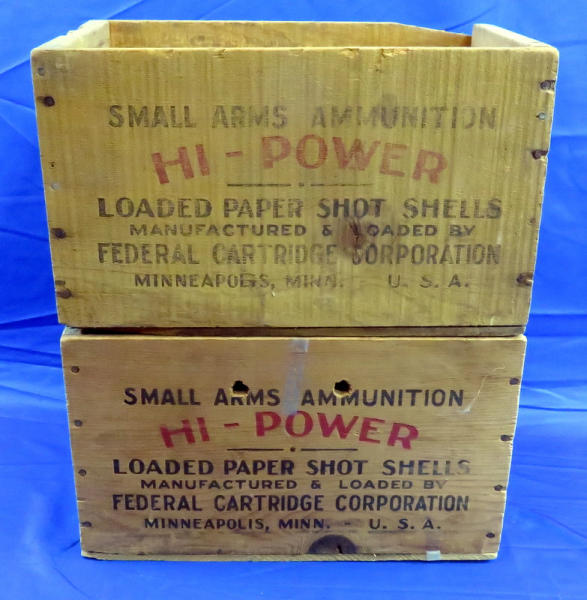 SMALL ARMS AMMUNITION
HI - POWER
LOADED PAPER SHOT SHELLS
MANUFACTURED & LOADED BY
FEDERAL CARTRIDGE CORPORATION
MINNEAPOLIS, MINN. - U. S. A.
SMALL ARMS AMMUNITION
HI - POWER
LOADED PAPER SHOT SHELLS
MANUFACTURED & LOADED BY
FEDERAL CARTRIDGE CORPORATION
MINNEAPOLIS, MINN. - U. S. A.